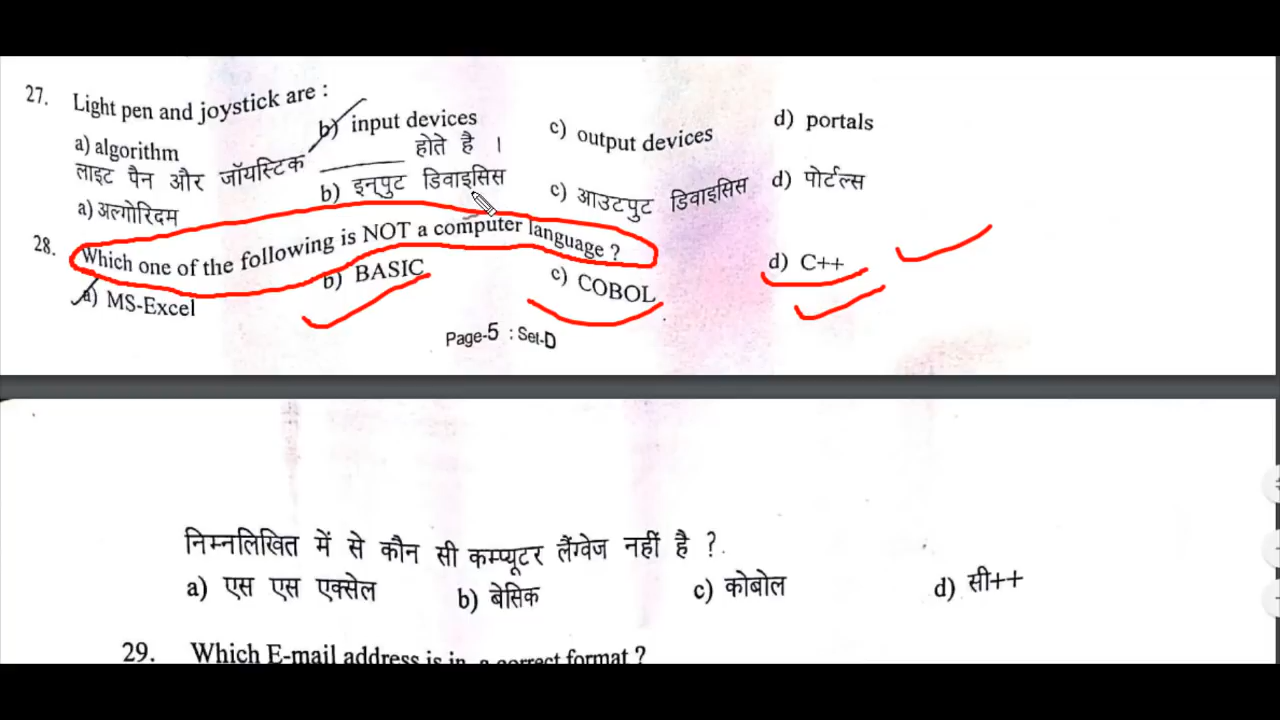 27. Light pen and joystick are :
a) algorithm b) input devices c) output devices d) portals
लाइट पैन और जॉयस्टिक ________ होते है ।
a) अल्गोरिदम b) इन्पुट डिवाइसिस c) आउटपुट डिवाइसिस d) पोर्टल्स
28. Which one of the following is NOT a computer language ?
a) MS-Excel b) BASIC c) COBOL d) C++
Page-5 : Set-D
निम्नलिखित में से कौन सी कम्प्यूटर लैंग्वेज नहीं है ?
a) एस एस एक्सेल b) बेसिक c) कोबोल d) सी++
29. Which E-mail address is in a correct format ?